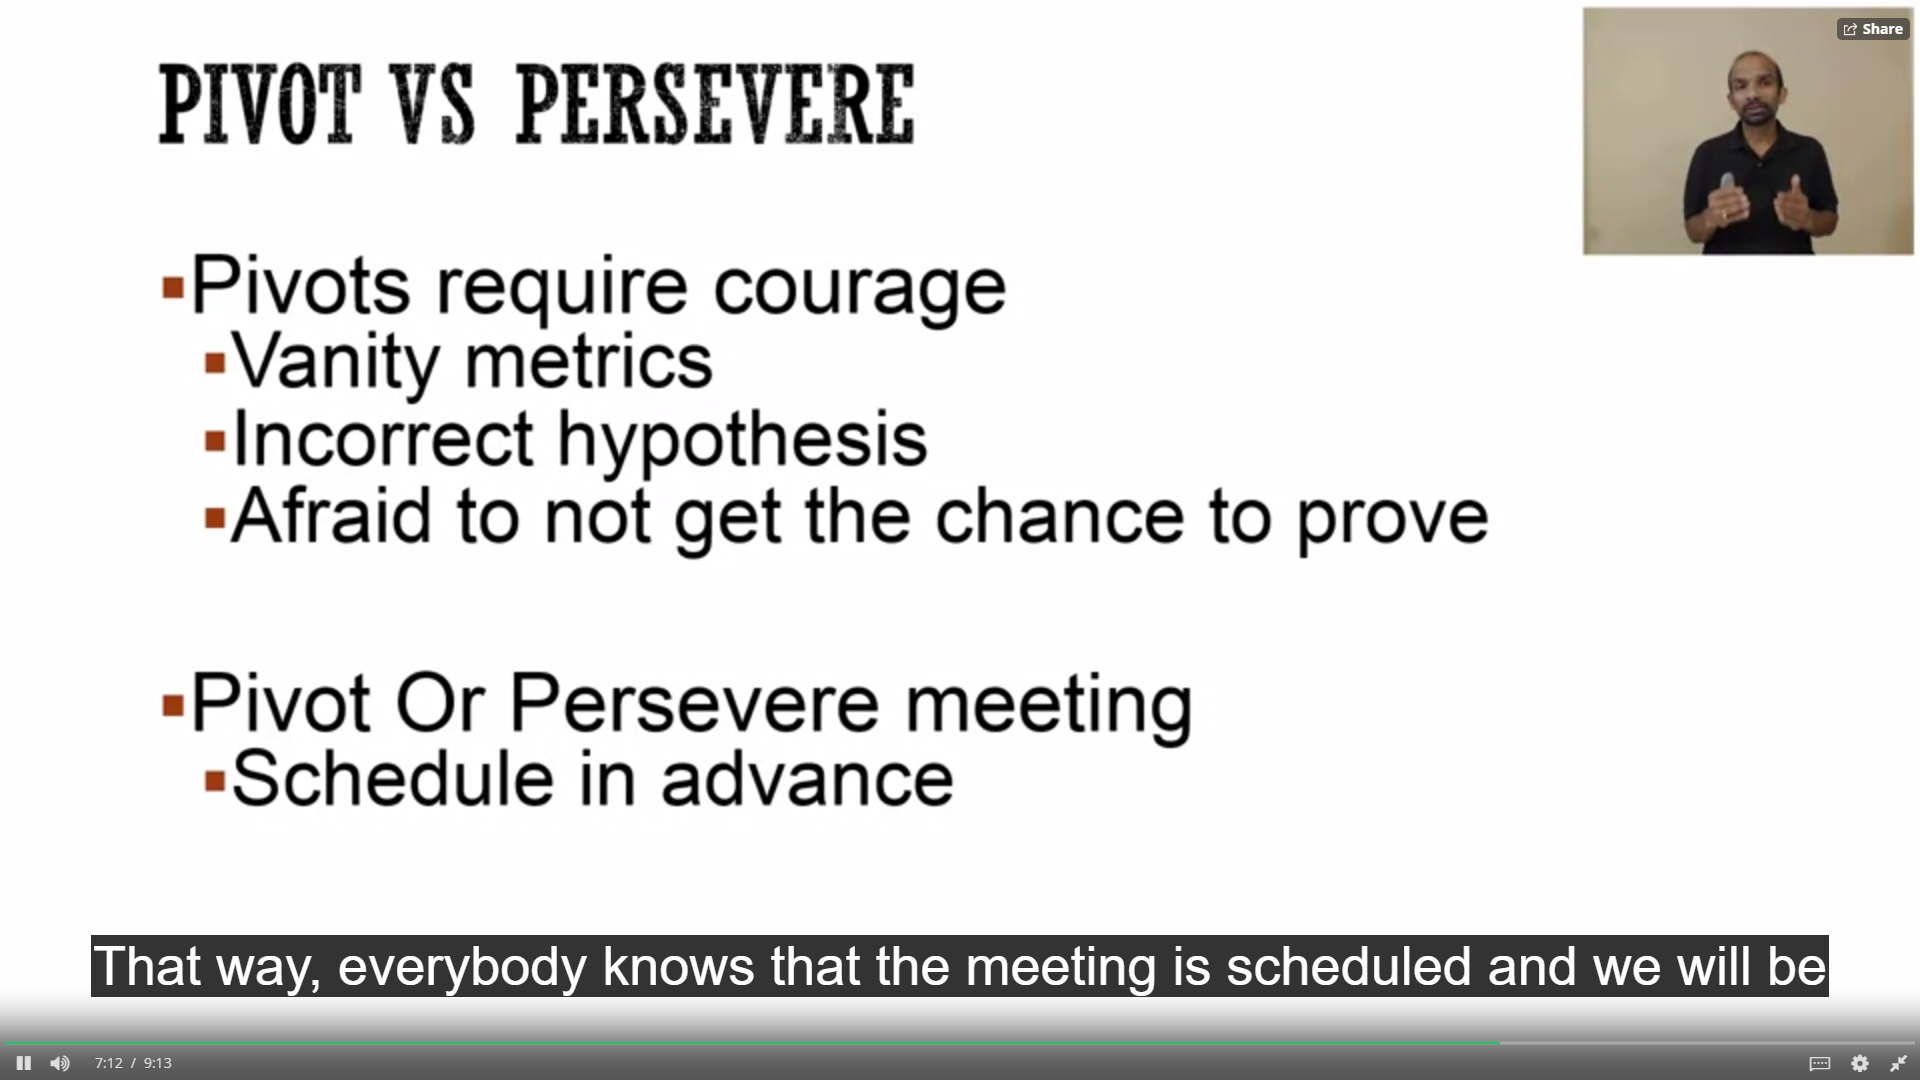 Share
PIVOT VS PERSEVERE
Pivots require courage
Vanity metrics
Incorrect hypothesis
Afraid to not get the chance to prove
Pivot Or Persevere meeting
Schedule in advance
That way, everybody knows that the meeting is scheduled and we will be
7:12 / 9:13